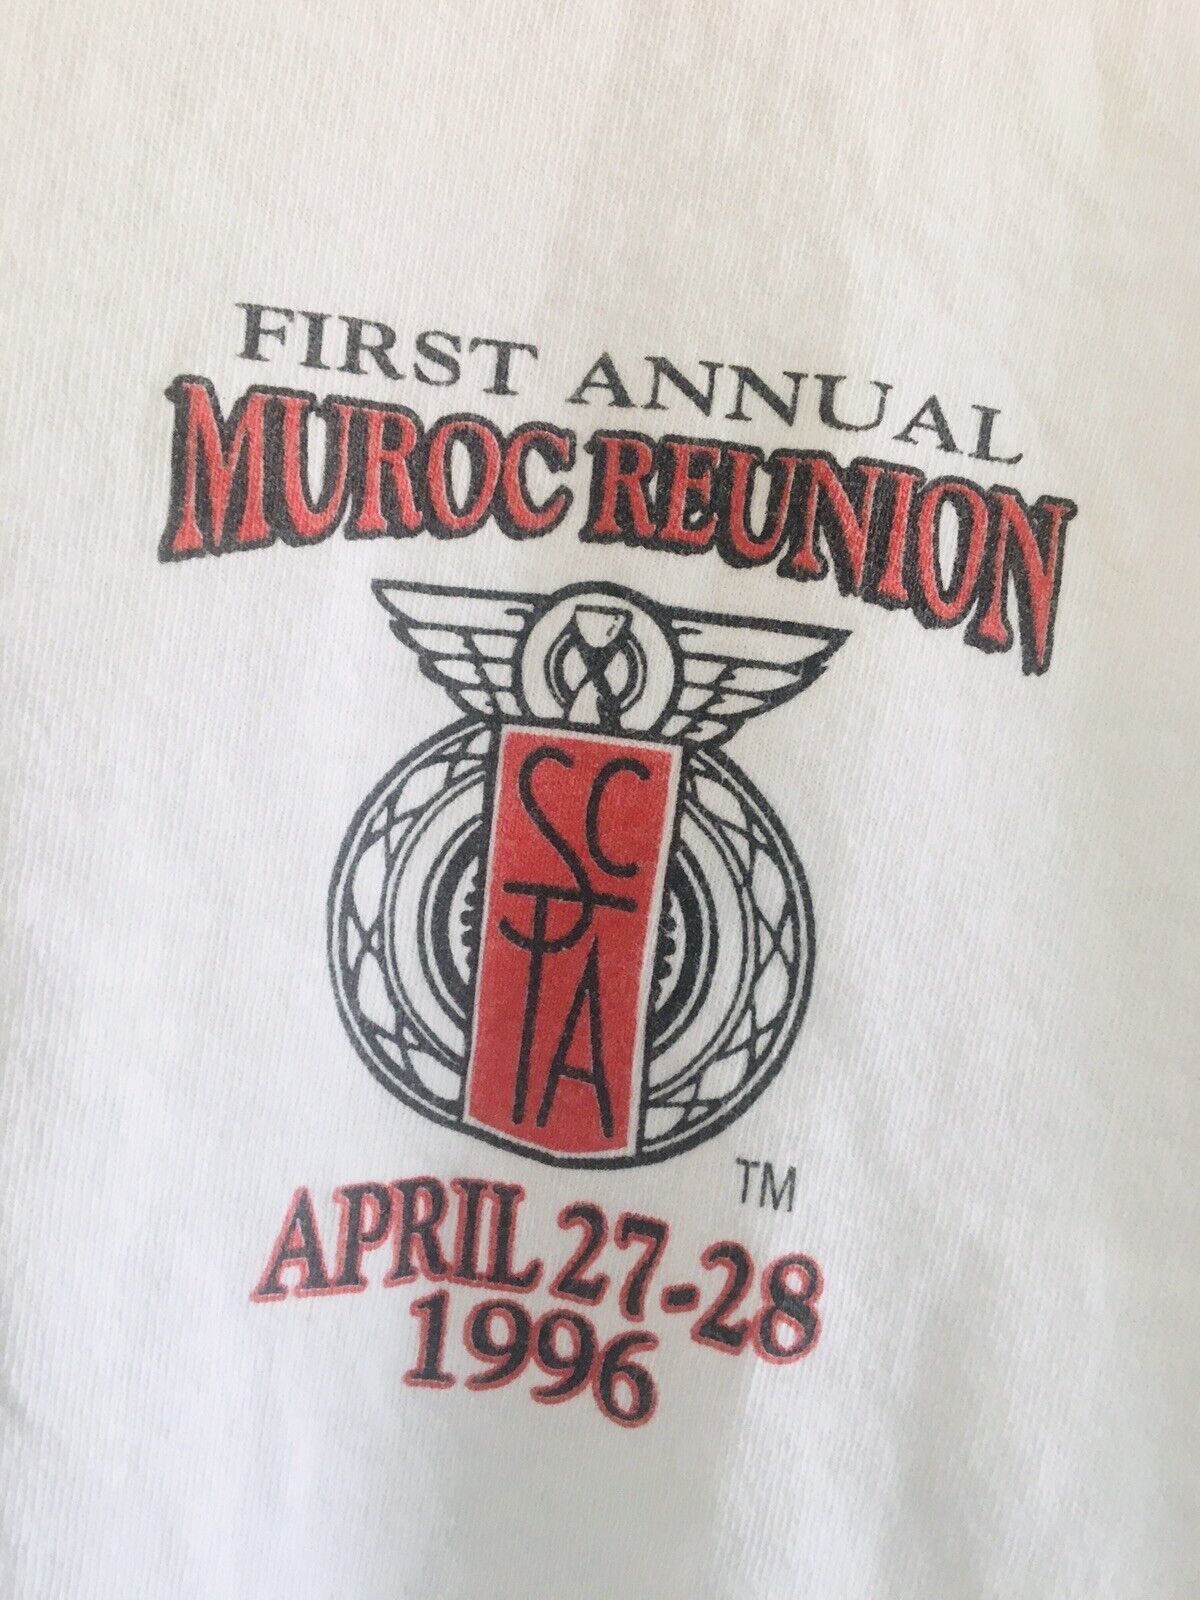 FIRST ANNUAL
MUROC REUNION
SC
TA
TM
APRIL 27-28
1996